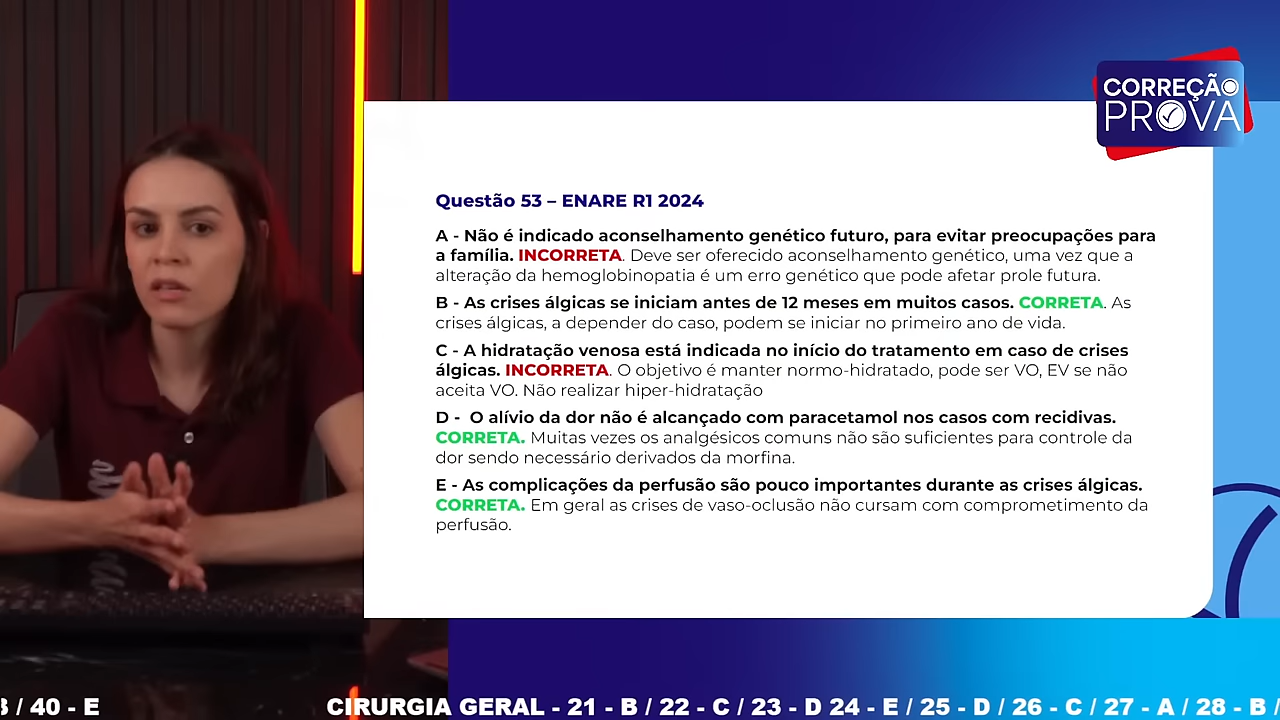 CORREÇÃO
PROVA
Questão 53 – ENARE R1 2024
A - Não é indicado aconselhamento genético futuro, para evitar preocupações para
a família. INCORRETA. Deve ser oferecido aconselhamento genético, uma vez que a
alteração da hemoglobinopatia é um erro genético que pode afetar prole futura.
B - As crises álgicas se iniciam antes de 12 meses em muitos casos. CORRETA. As
crises álgicas, a depender do caso, podem se iniciar no primeiro ano de vida.
C - A hidratação venosa está indicada no início do tratamento em caso de crises
álgicas. INCORRETA. O objetivo é manter normo-hidratado, pode ser VO, EV se não
aceita VO. Não realizar hiper-hidratação
D - O alívio da dor não é alcançado com paracetamol nos casos com recidivas.
CORRETA. Muitas vezes os analgésicos comuns não são suficientes para controle da
dor sendo necessário derivados da morfina.
E - As complicações da perfusão são pouco importantes durante as crises álgicas.
CORRETA. Em geral as crises de vaso-oclusão não cursam com comprometimento da
perfusão.
/ 40 - E CIRURGIA GERAL - 21 - B / 22 - C / 23 - D 24 - E / 25 - D / 26 - C / 27 - A / 28 - B /